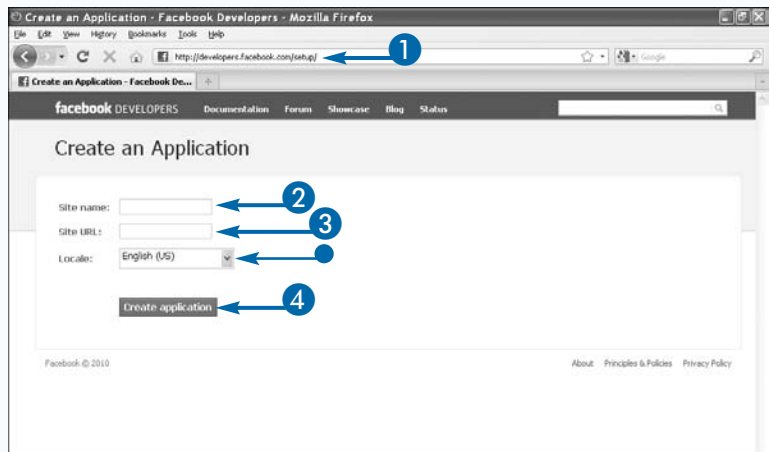 Create an Application - Facebook Developers - Mozilla Firefox
File Edit View History Bookmarks Tools Help
http://developers.facebook.com/setup/ 1 Google
Create an Application - Facebook De...
facebook DEVELOPERS Documentation Forum Showcase Blog Status
Create an Application
Site name: 2
Site URL: 3
Locale: English (US)
Create application 4
Facebook © 2010 About Principles & Policies Privacy Policy